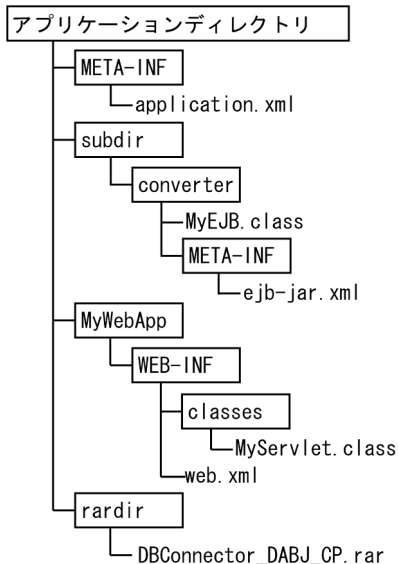 アプリケーションディレクトリ
META-INF
application.xml
subdir
converter
MyEJB.class
META-INF
ejb-jar.xml
MyWebApp
WEB-INF
classes
MyServlet.class
web.xml
rardir
DBConnector_DABJ_CP.rar